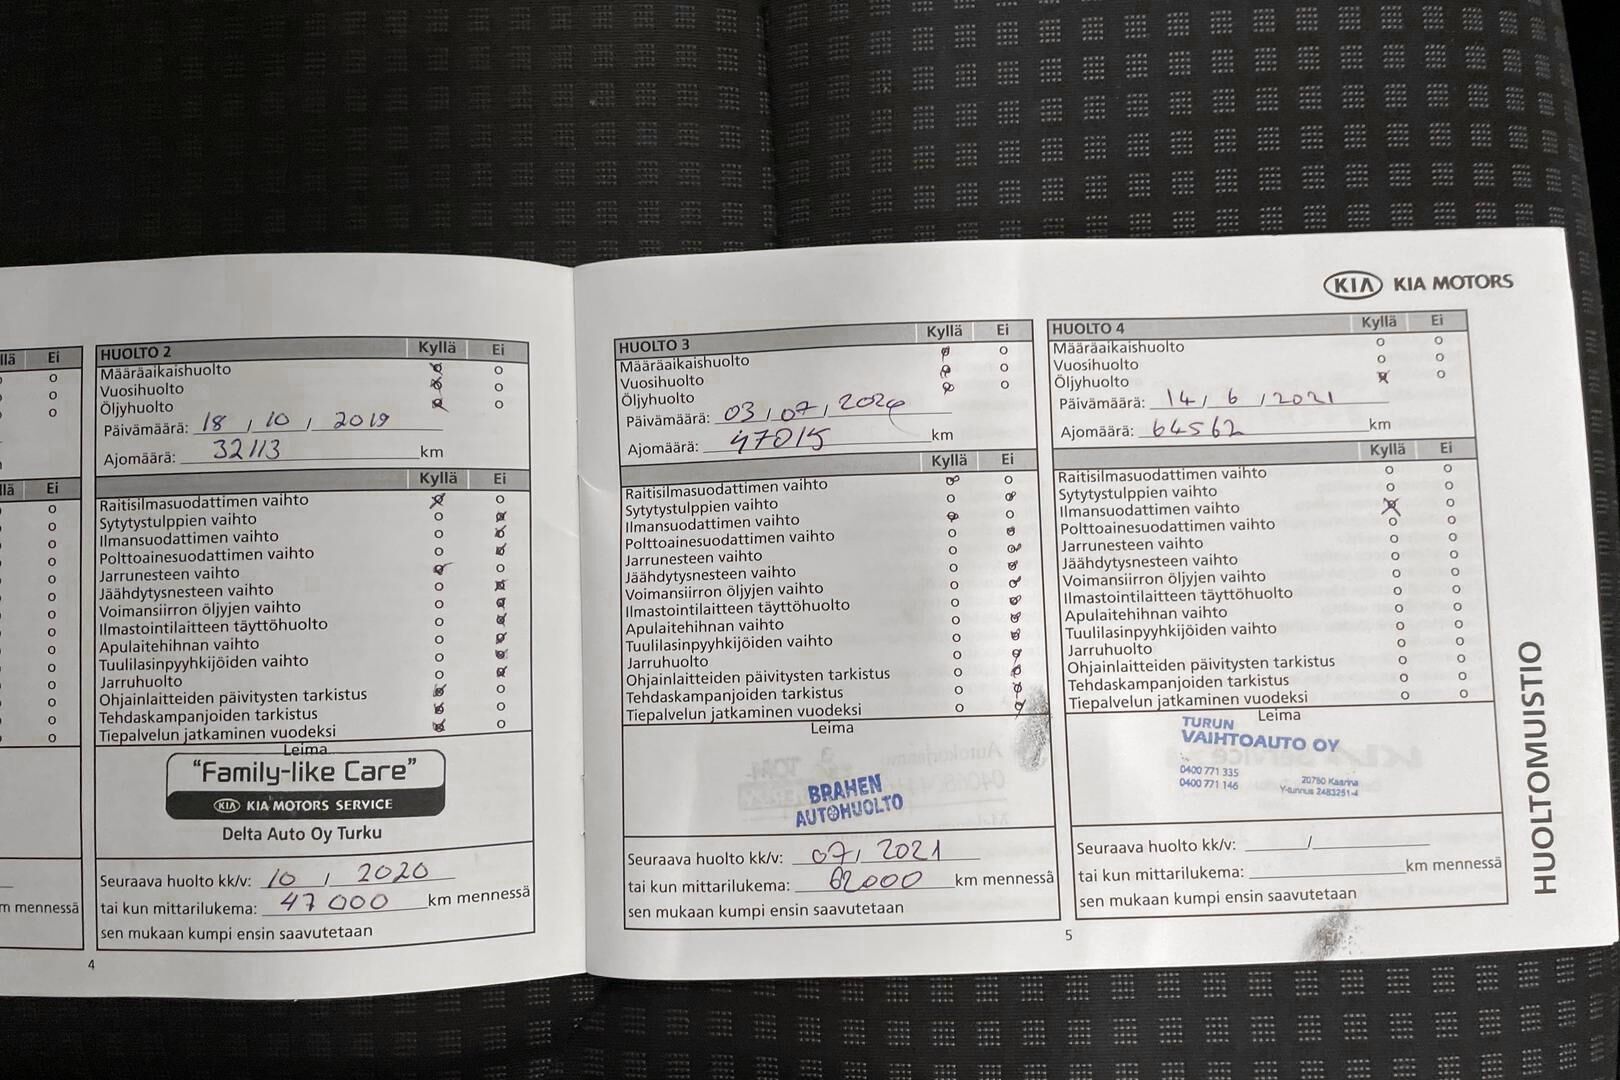 llä Ei
llä Ei
m mennessä
HUOLTO 2 Kyllä Ei
Määräaikaishuolto
Vuosihuolto
Öljyhuolto
Päivämäärä: 18 / 10 / 2019
Ajomäärä: 32113 km
Kyllä Ei
Raitisilmasuodattimen vaihto
Sytytystulppien vaihto
Ilmansuodattimen vaihto
Polttoainesuodattimen vaihto
Jarrunesteen vaihto
Jäähdytysnesteen vaihto
Voimansiirron öljyjen vaihto
Ilmastointilaitteen täyttöhuolto
Apulaitehihnan vaihto
Tuulilasinpyyhkijöiden vaihto
Jarruhuolto
Ohjainlaitteiden päivitysten tarkistus
Tehdaskampanjoiden tarkistus
Tiepalvelun jatkaminen vuodeksi
Leima
"Family-like Care"
KIA KIA MOTORS SERVICE
Delta Auto Oy Turku
Seuraava huolto kk/v: 10 / 2020
tai kun mittarilukema: 47000 km mennessä
sen mukaan kumpi ensin saavutetaan
4
KIA KIA MOTORS
HUOLTO 3 Kyllä Ei
Määräaikaishuolto
Vuosihuolto
Öljyhuolto
Päivämäärä: 03 / 07 / 2020
Ajomäärä: 47015 km
Kyllä Ei
Raitisilmasuodattimen vaihto
Sytytystulppien vaihto
Ilmansuodattimen vaihto
Polttoainesuodattimen vaihto
Jarrunesteen vaihto
Jäähdytysnesteen vaihto
Voimansiirron öljyjen vaihto
Ilmastointilaitteen täyttöhuolto
Apulaitehihnan vaihto
Tuulilasinpyyhkijöiden vaihto
Jarruhuolto
Ohjainlaitteiden päivitysten tarkistus
Tehdaskampanjoiden tarkistus
Tiepalvelun jatkaminen vuodeksi
Leima
BRAHEN
AUTOHUOLTO
Seuraava huolto kk/v: 07 / 2021
tai kun mittarilukema: 62000 km mennessä
sen mukaan kumpi ensin saavutetaan
HUOLTO 4 Kyllä Ei
Määräaikaishuolto
Vuosihuolto
Öljyhuolto
Päivämäärä: 14 / 6 / 2021
Ajomäärä: 64562 km
Kyllä Ei
Raitisilmasuodattimen vaihto
Sytytystulppien vaihto
Ilmansuodattimen vaihto
Polttoainesuodattimen vaihto
Jarrunesteen vaihto
Jäähdytysnesteen vaihto
Voimansiirron öljyjen vaihto
Ilmastointilaitteen täyttöhuolto
Apulaitehihnan vaihto
Tuulilasinpyyhkijöiden vaihto
Jarruhuolto
Ohjainlaitteiden päivitysten tarkistus
Tehdaskampanjoiden tarkistus
Tiepalvelun jatkaminen vuodeksi
Leima
TURUN
VAIHTOAUTO OY
0400 771 335 20780 Kaarina
0400 771 146 Y-tunnus 2483251-4
Seuraava huolto kk/v: /
tai kun mittarilukema: km mennessä
sen mukaan kumpi ensin saavutetaan
5
HUOLTOMUISTIO